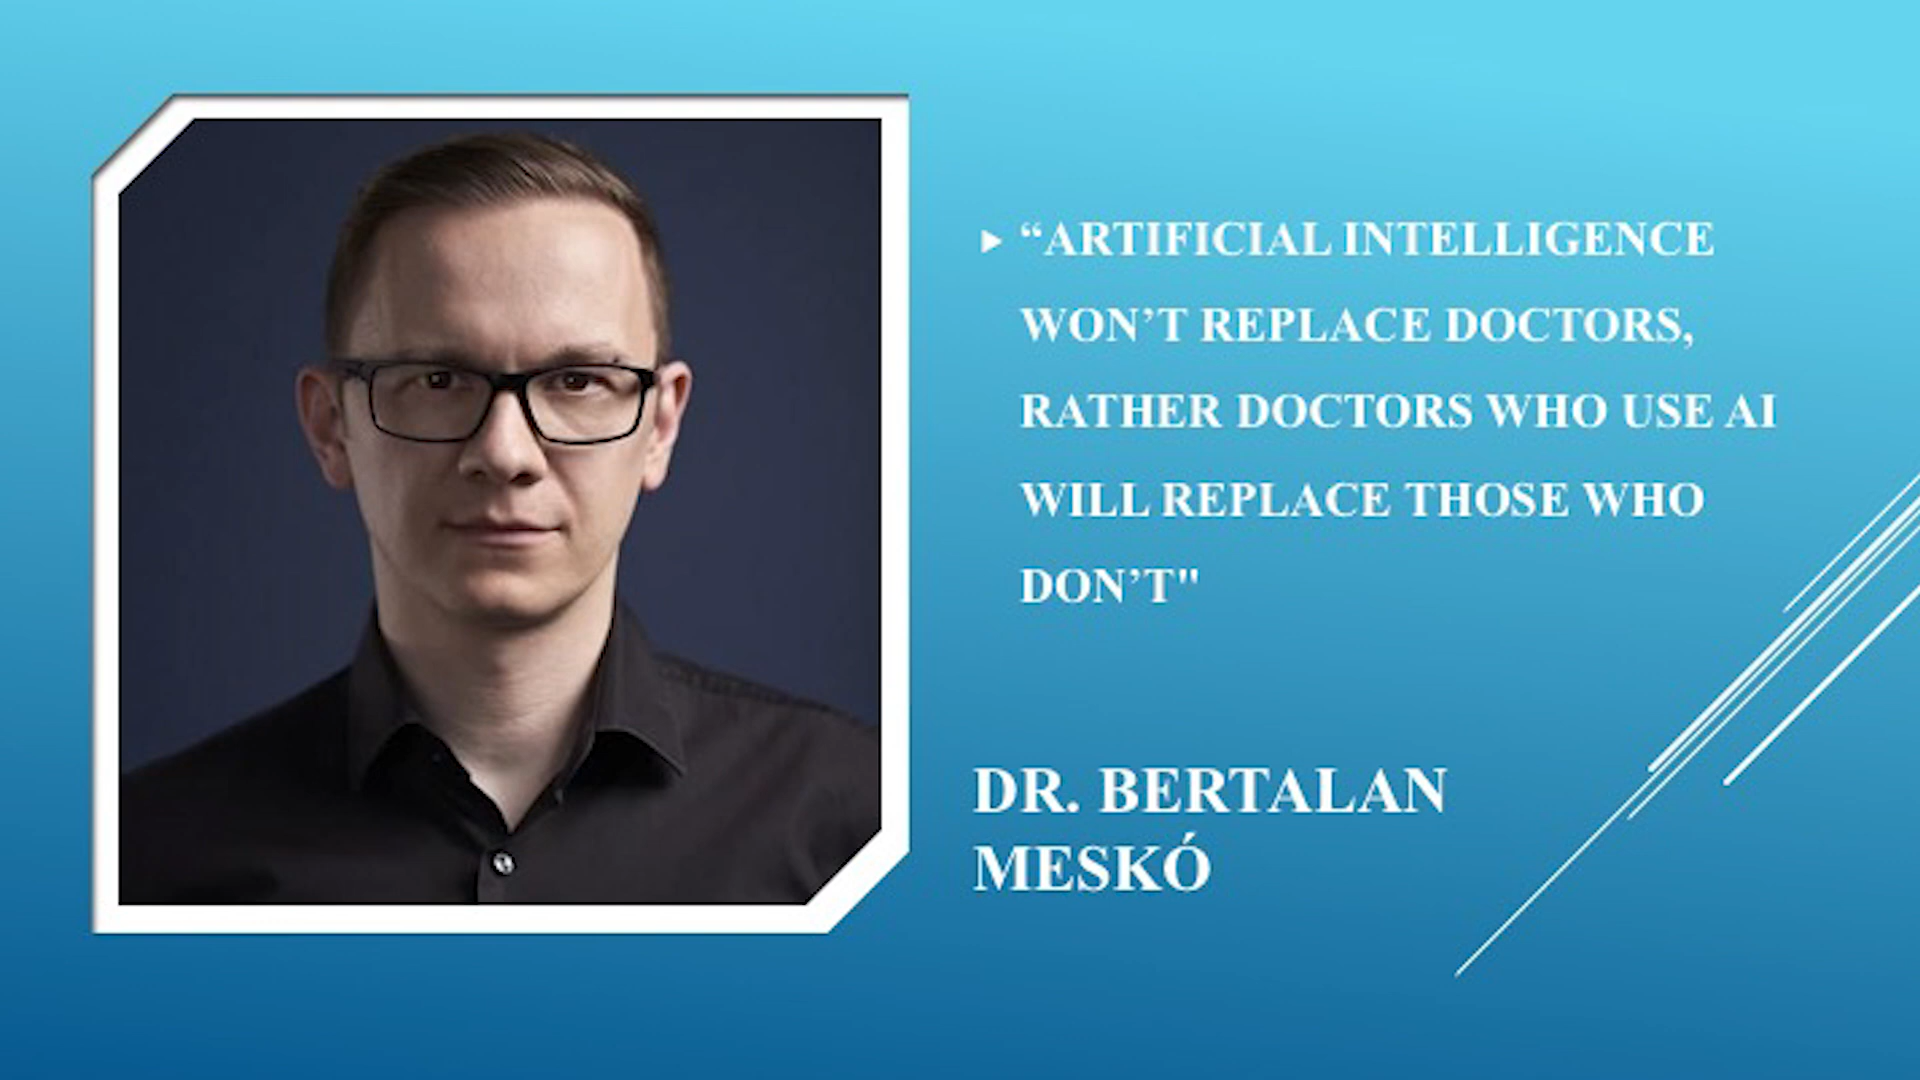 “ARTIFICIAL INTELLIGENCE
WON’T REPLACE DOCTORS,
RATHER DOCTORS WHO USE AI
WILL REPLACE THOSE WHO
DON’T"
DR. BERTALAN
MESKÓ